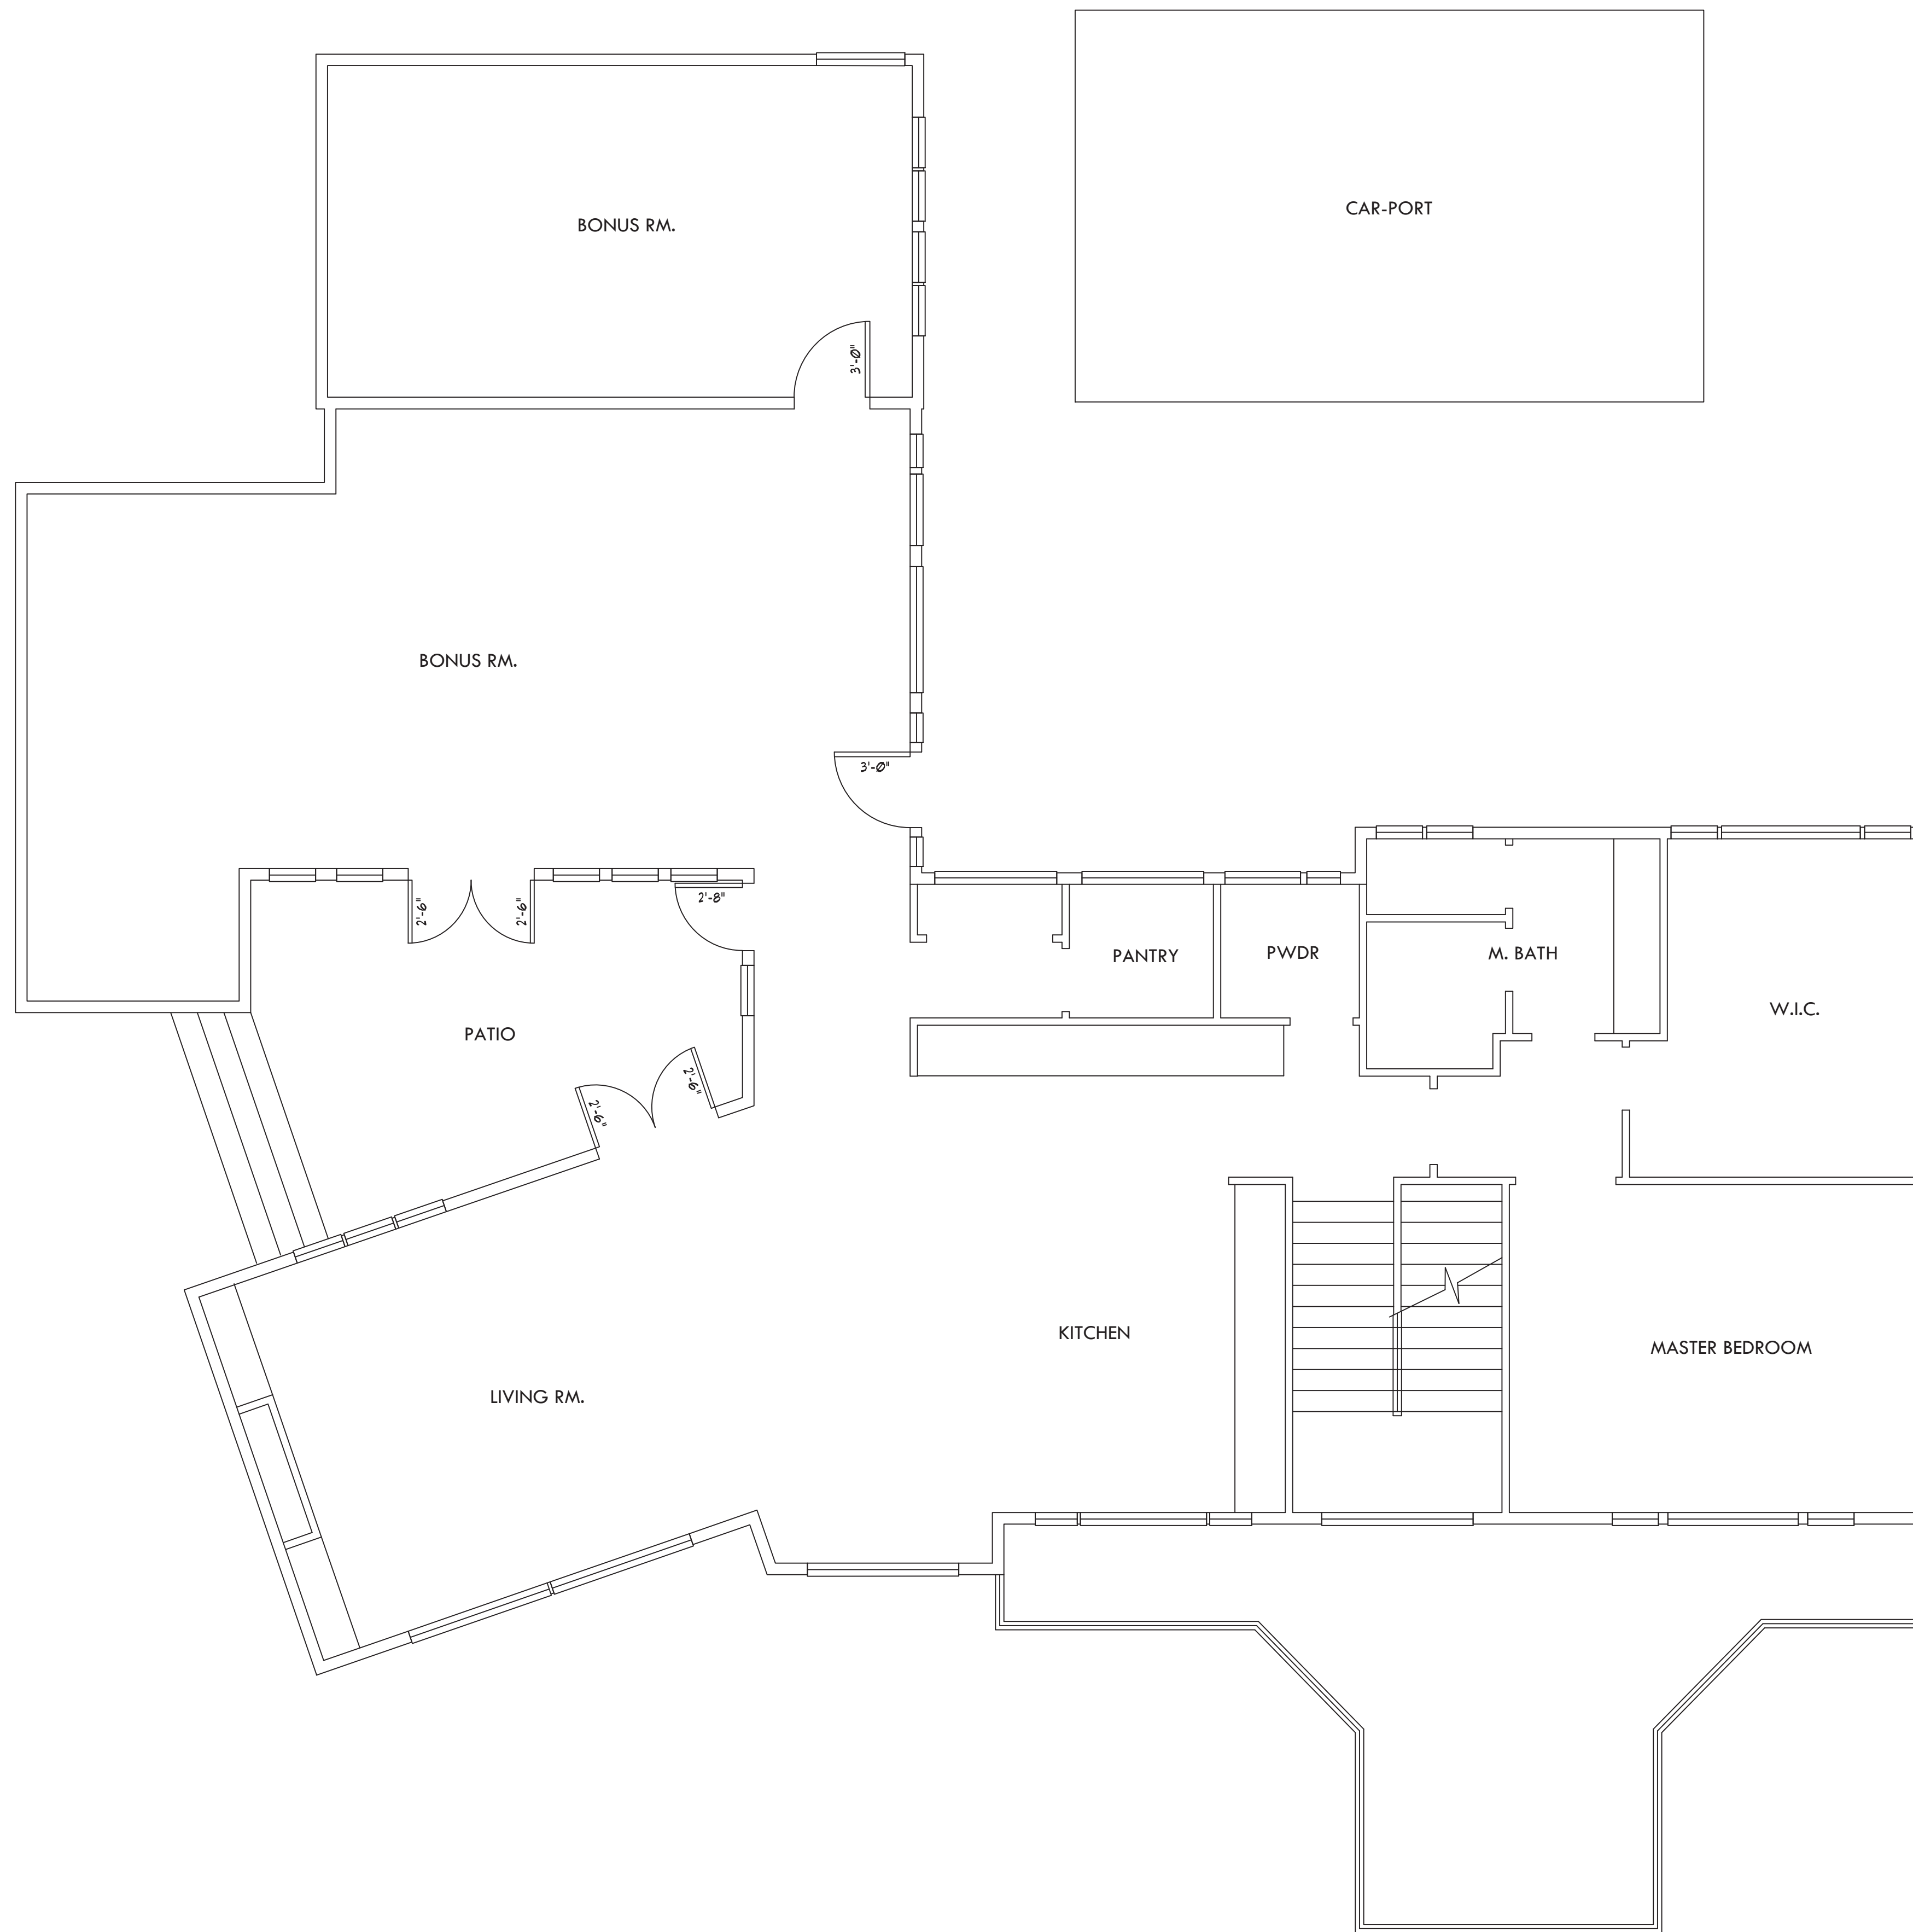 CAR-PORT
BONUS RM.
3'-0"
BONUS RM.
3'-0"
2'-6"
2'-6"
2'-8"
PANTRY
PWDR
M. BATH
W.I.C.
PATIO
2'-6"
2'-6"
KITCHEN
MASTER BEDROOM
LIVING RM.